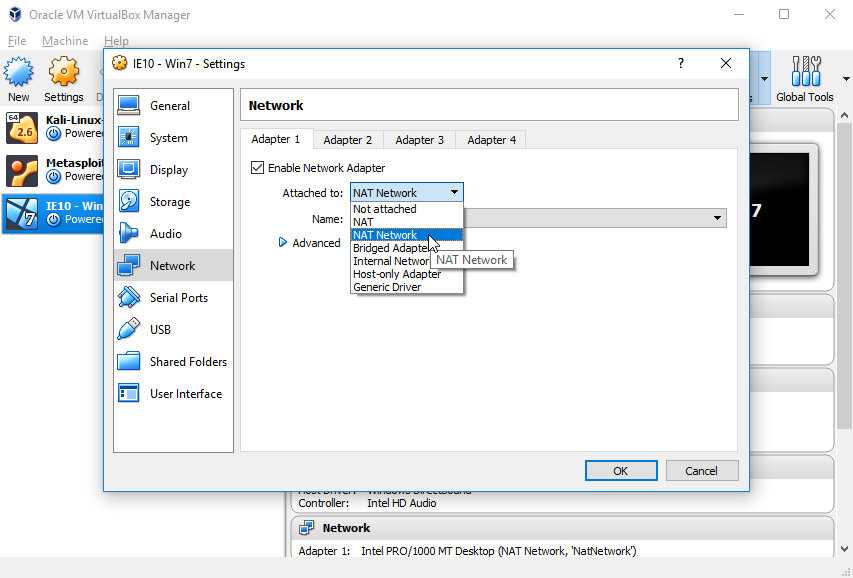 Oracle VM VirtualBox Manager
File Machine Help
New Settings D
Global Tools
64
2.6
Kali-Linux-
Powered
Metasploit
Powered
IE10 - Win
Powered
7
IE10 - Win7 - Settings
?
General
System
Display
Storage
Audio
Network
Serial Ports
USB
Shared Folders
User Interface
Network
Adapter 1 Adapter 2 Adapter 3 Adapter 4
Enable Network Adapter
Attached to: NAT Network
Not attached
Name:
NAT
NAT Network
Advanced
Bridged Adapter
Internal Network
NAT Network
Host-only Adapter
Generic Driver
OK Cancel
7
Host Driver: Windows DirectSound
Controller: Intel HD Audio
Network
Adapter 1: Intel PRO/1000 MT Desktop (NAT Network, 'NatNetwork')